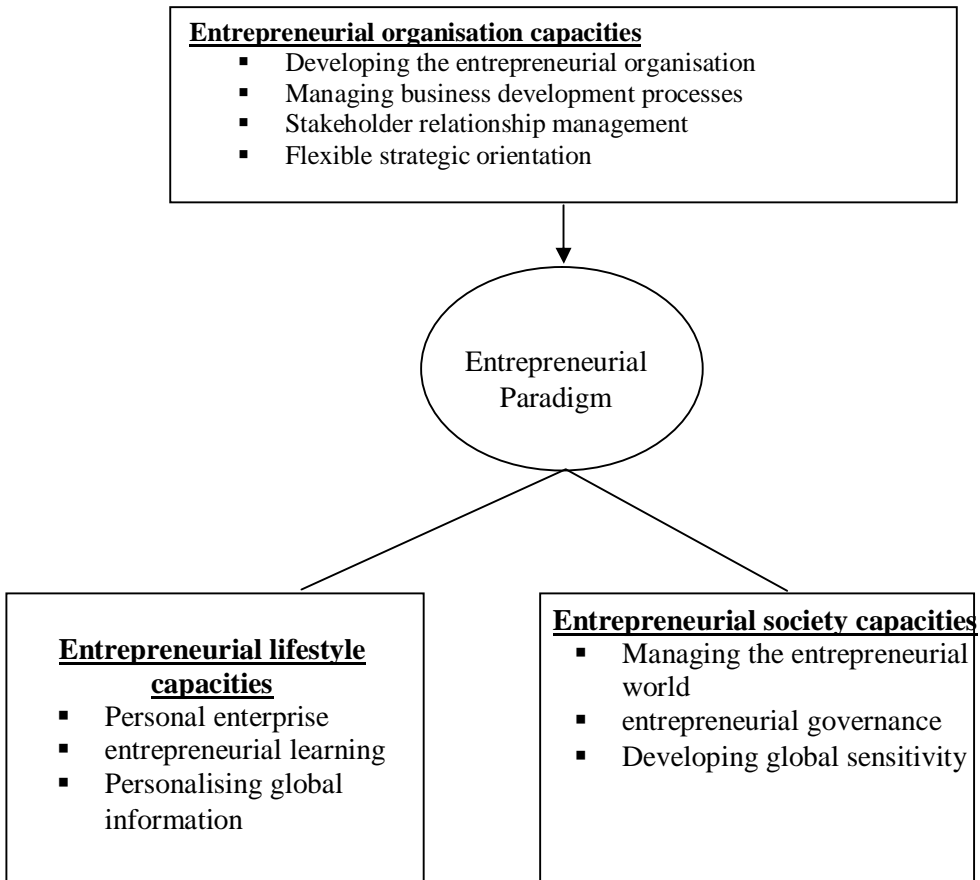 Entrepreneurial organisation capacities
▪ Developing the entrepreneurial organisation
▪ Managing business development processes
▪ Stakeholder relationship management
▪ Flexible strategic orientation
Entrepreneurial
Paradigm
Entrepreneurial lifestyle
capacities
▪ Personal enterprise
▪ entrepreneurial learning
▪ Personalising global
information
Entrepreneurial society capacities
▪ Managing the entrepreneurial
world
▪ entrepreneurial governance
▪ Developing global sensitivity